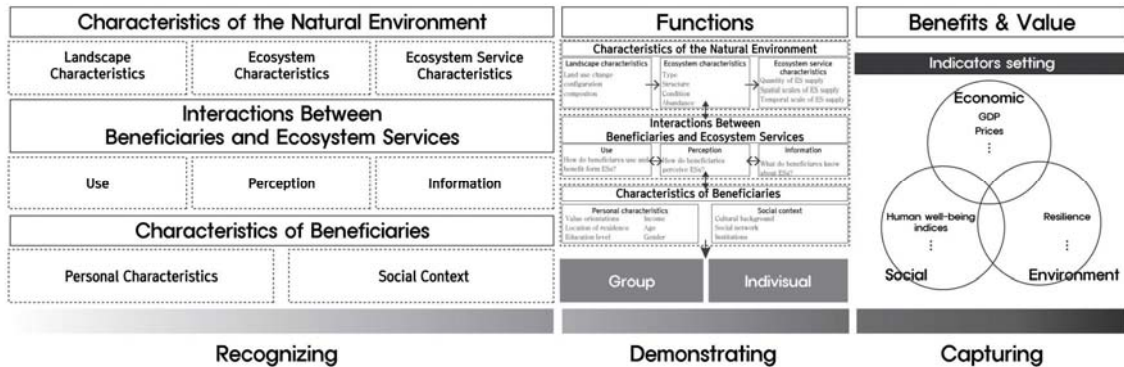 Characteristics of the Natural Environment
Landscape
Characteristics
Ecosystem
Characteristics
Ecosystem Service
Characteristics
Interactions Between
Beneficiaries and Ecosystem Services
Use
Perception
Information
Characteristics of Beneficiaries
Personal Characteristics
Social Context
Recognizing
Functions
Characteristics of the Natural Environment
Landscape characteristics
Land use change
configuration
composition
Ecosystem characteristics
Type
Structure
Condition
Abundance
Ecosystem service
characteristics
Quantity of ES supply
Spatial scales of ES supply
Temporal scale of ES supply
Interactions Between
Beneficiaries and Ecosystem Services
Use
How do beneficiaries use and
benefit form ESs?
Perception
How do beneficiaries
perceive ESs?
Information
What do beneficiares know
about ESs?
Characteristics of Beneficiaries
Personal characteristics
Value orientations
Income
Location of residence
Age
Education level
Gender
Social context
Cultural background
Social network
Institutions
Group
Indivisual
Demonstrating
Benefits & Value
Indicators setting
Economic
GDP
Prices
⋮
Human well-being
indices
⋮
Social
Resilience
⋮
Environment
Capturing